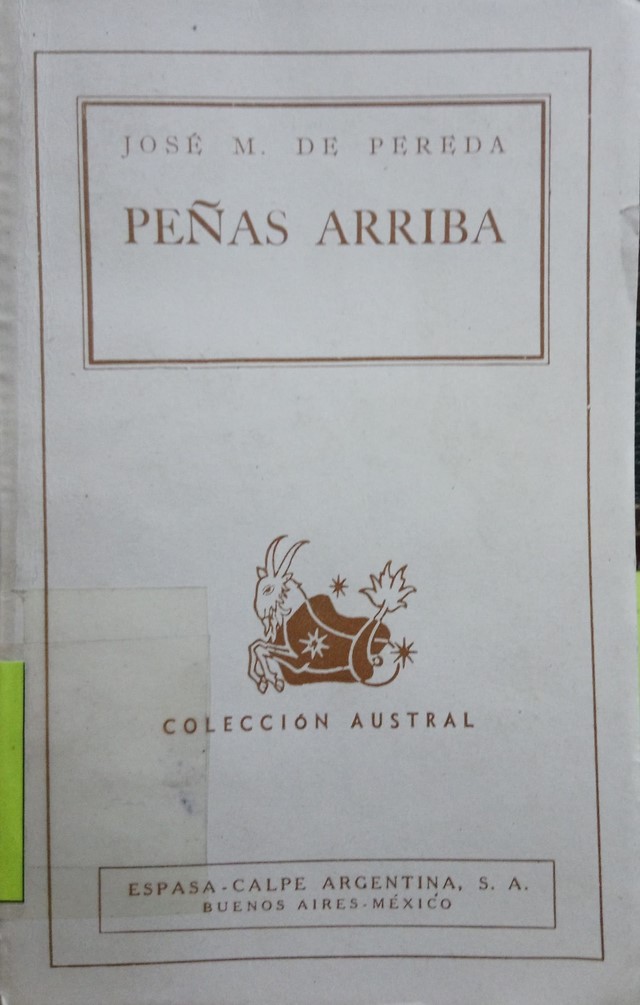 JOSÉ M. DE PEREDA
PEÑAS ARRIBA
COLECCIÓN AUSTRAL
ESPASA-CALPE ARGENTINA, S. A.
BUENOS AIRES-MÉXICO